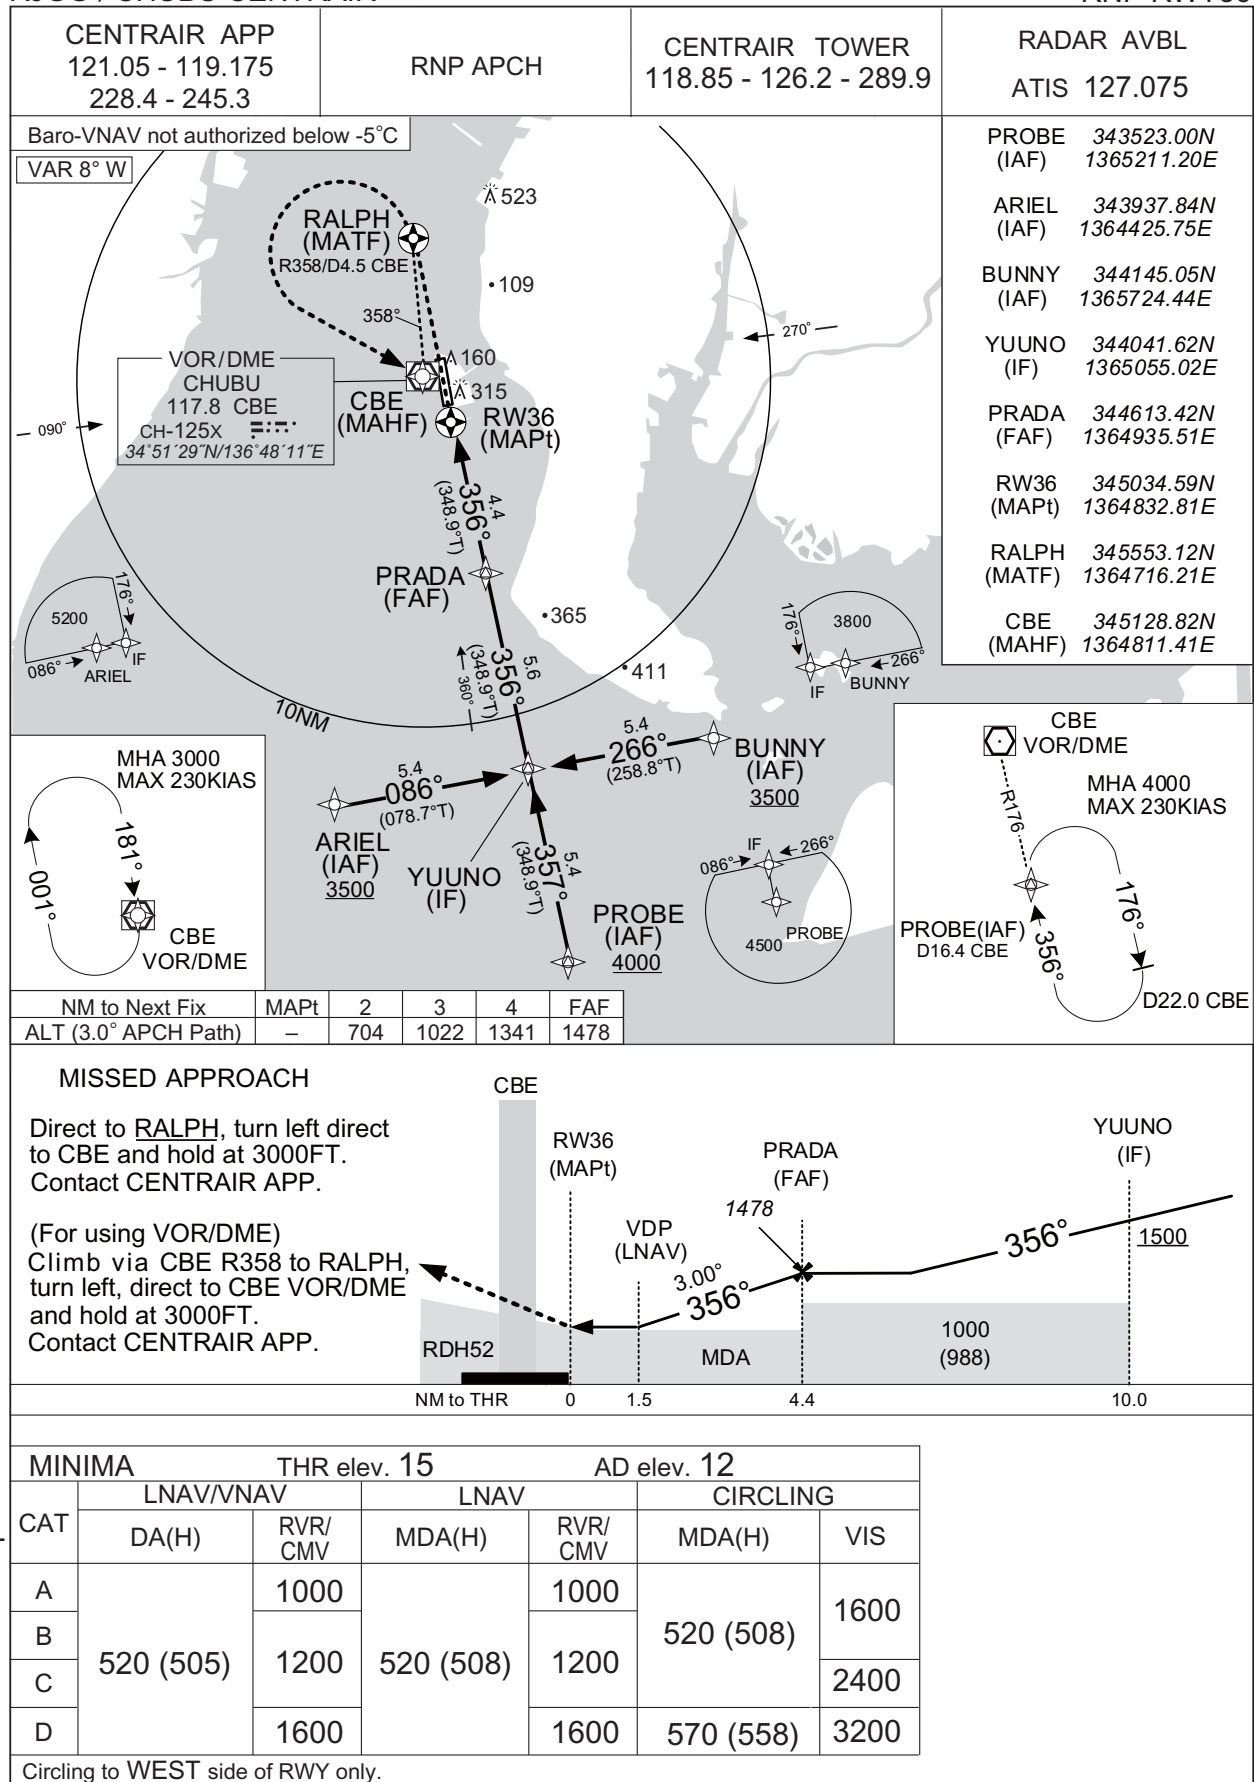 CENTRAIR APP
121.05 - 119.175
228.4 - 245.3
RNP APCH
CENTRAIR TOWER
118.85 - 126.2 - 289.9
RADAR AVBL
ATIS 127.075
Baro-VNAV not authorized below -5°C
VAR 8° W
PROBE 343523.00N
(IAF) 1365211.20E
ARIEL 343937.84N
(IAF) 1364425.75E
BUNNY 344145.05N
(IAF) 1365724.44E
YUUNO 344041.62N
(IF) 1365055.02E
PRADA 344613.42N
(FAF) 1364935.51E
RW36 345034.59N
(MAPt) 1364832.81E
RALPH 345553.12N
(MATF) 1364716.21E
CBE 345128.82N
(MAHF) 1364811.41E
523
RALPH
(MATF)
R358/D4.5 CBE
109
358°
270°
VOR/DME
CHUBU
117.8 CBE
CH-125X
34°51´29˝N/136°48´11˝E
160
315
CBE
(MAHF)
RW36
(MAPt)
090°
4.4
356°
(348.9°T)
PRADA
(FAF)
365
5200
176°
086°
IF
ARIEL
176°
3800
266°
IF
BUNNY
411
5.6
356°
(348.9°T)
360°
10NM
5.4
086°
(078.7°T)
5.4
266°
(258.8°T)
BUNNY
(IAF)
3500
ARIEL
(IAF)
3500
YUUNO
(IF)
5.4
357°
(348.9°T)
PROBE
(IAF)
4000
IF
086°
266°
4500
PROBE
MHA 3000
MAX 230KIAS
181°
001°
CBE
VOR/DME
CBE
VOR/DME
MHA 4000
MAX 230KIAS
R176
176°
PROBE(IAF)
D16.4 CBE
356°
D22.0 CBE
NM to Next Fix MAPt 2 3 4 FAF
ALT (3.0° APCH Path) – 704 1022 1341 1478
MISSED APPROACH
Direct to RALPH, turn left direct
to CBE and hold at 3000FT.
Contact CENTRAIR APP.
(For using VOR/DME)
Climb via CBE R358 to RALPH,
turn left, direct to CBE VOR/DME
and hold at 3000FT.
Contact CENTRAIR APP.
CBE
RW36
(MAPt)
VDP
(LNAV)
PRADA
(FAF)
1478
YUUNO
(IF)
3.00°
356°
356°
1500
RDH52
MDA
1000
(988)
NM to THR 0 1.5 4.4 10.0
MINIMA THR elev. 15 AD elev. 12
CAT LNAV/VNAV LNAV CIRCLING
DA(H) RVR/CMV MDA(H) RVR/CMV MDA(H) VIS
A 520 (505) 1000 520 (508) 1000 520 (508) 1600
B 1200 1200
C 2400
D 1600 1600 570 (558) 3200
Circling to WEST side of RWY only.